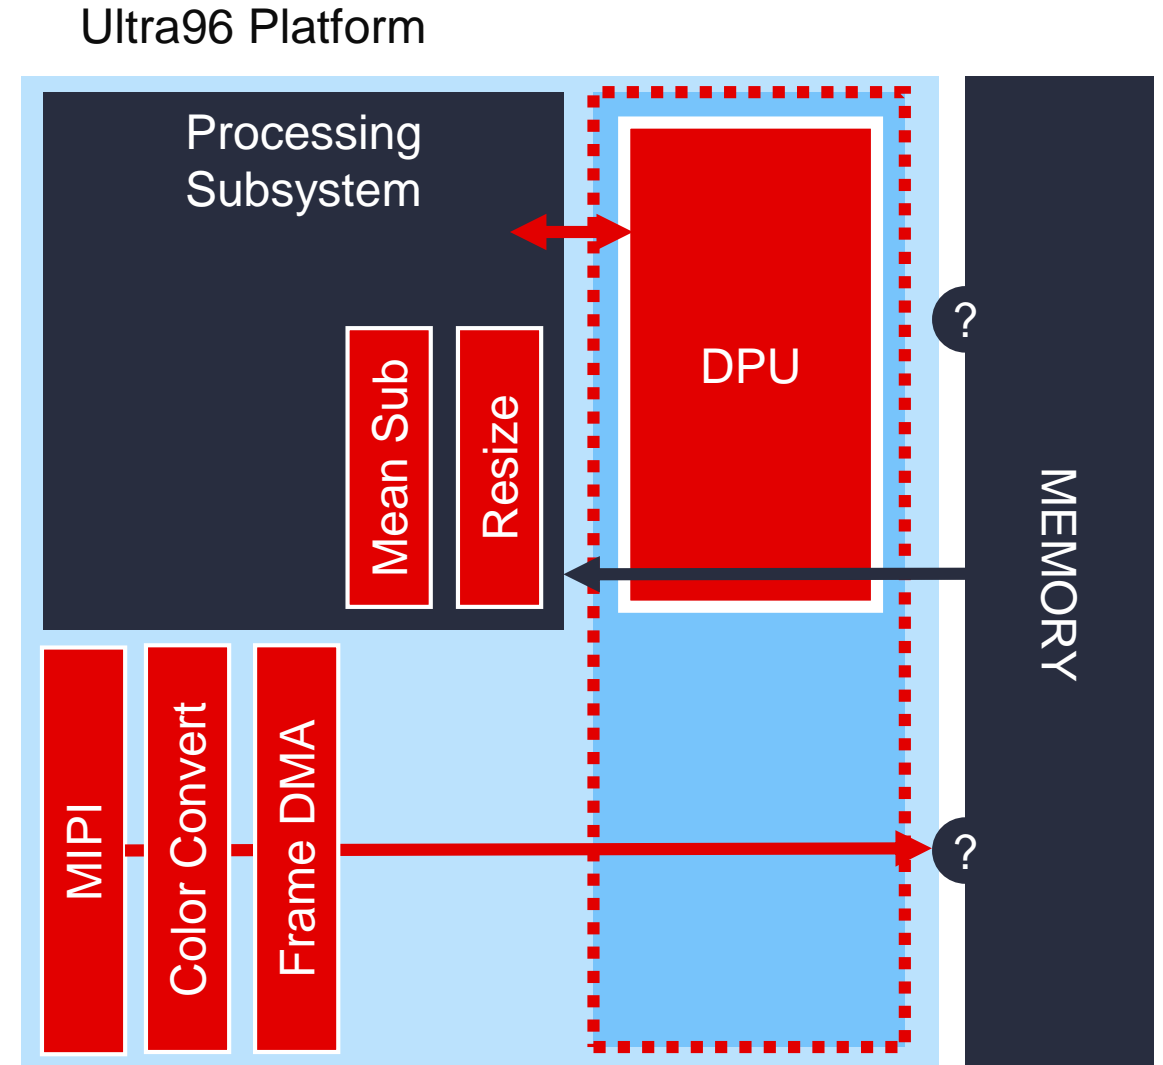 Ultra96 Platform
Processing
Subsystem
Mean Sub
Resize
DPU
?
MEMORY
MIPI
Color Convert
Frame DMA
?